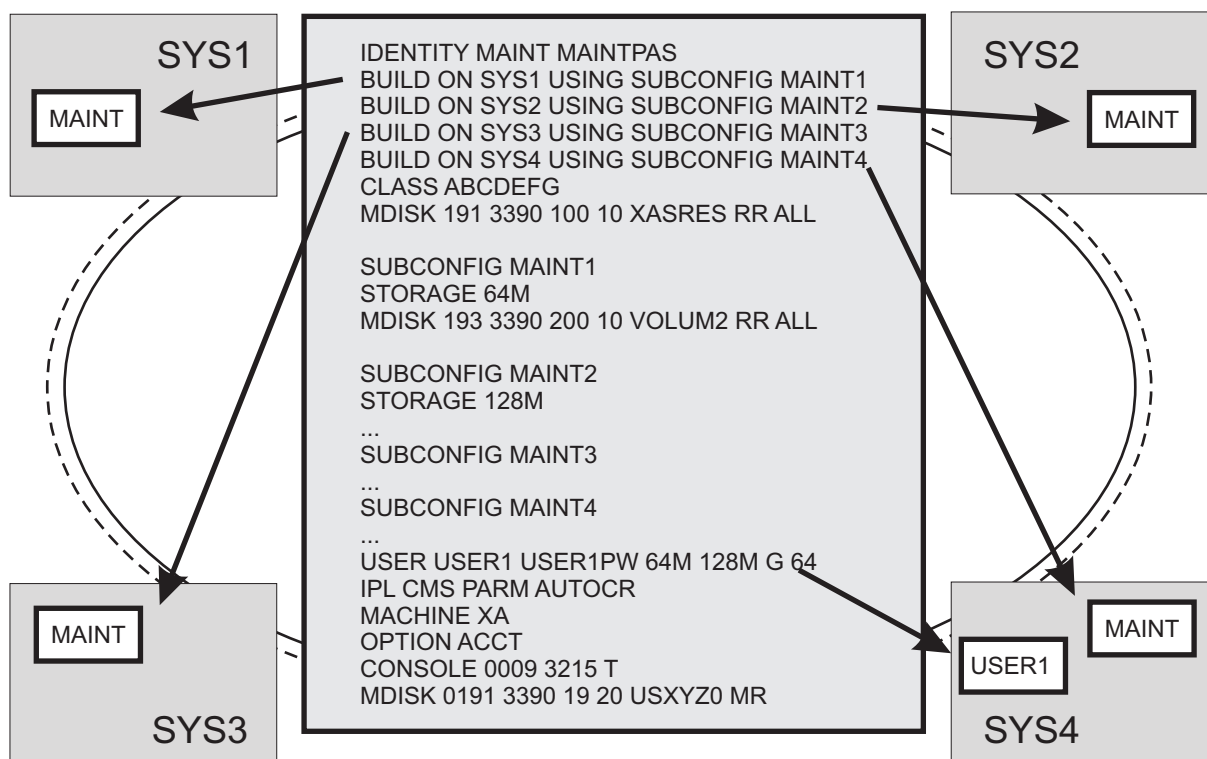 SYS1
MAINT
IDENTITY MAINT MAINTPAS
BUILD ON SYS1 USING SUBCONFIG MAINT1
BUILD ON SYS2 USING SUBCONFIG MAINT2
BUILD ON SYS3 USING SUBCONFIG MAINT3
BUILD ON SYS4 USING SUBCONFIG MAINT4
CLASS ABCDEFG
MDISK 191 3390 100 10 XASRES RR ALL
SUBCONFIG MAINT1
STORAGE 64M
MDISK 193 3390 200 10 VOLUM2 RR ALL
SUBCONFIG MAINT2
STORAGE 128M
...
SUBCONFIG MAINT3
...
SUBCONFIG MAINT4
...
USER USER1 USER1PW 64M 128M G 64
IPL CMS PARM AUTOCR
MACHINE XA
OPTION ACCT
CONSOLE 0009 3215 T
MDISK 0191 3390 19 20 USXYZ0 MR
SYS2
MAINT
MAINT
SYS3
MAINT
USER1
SYS4